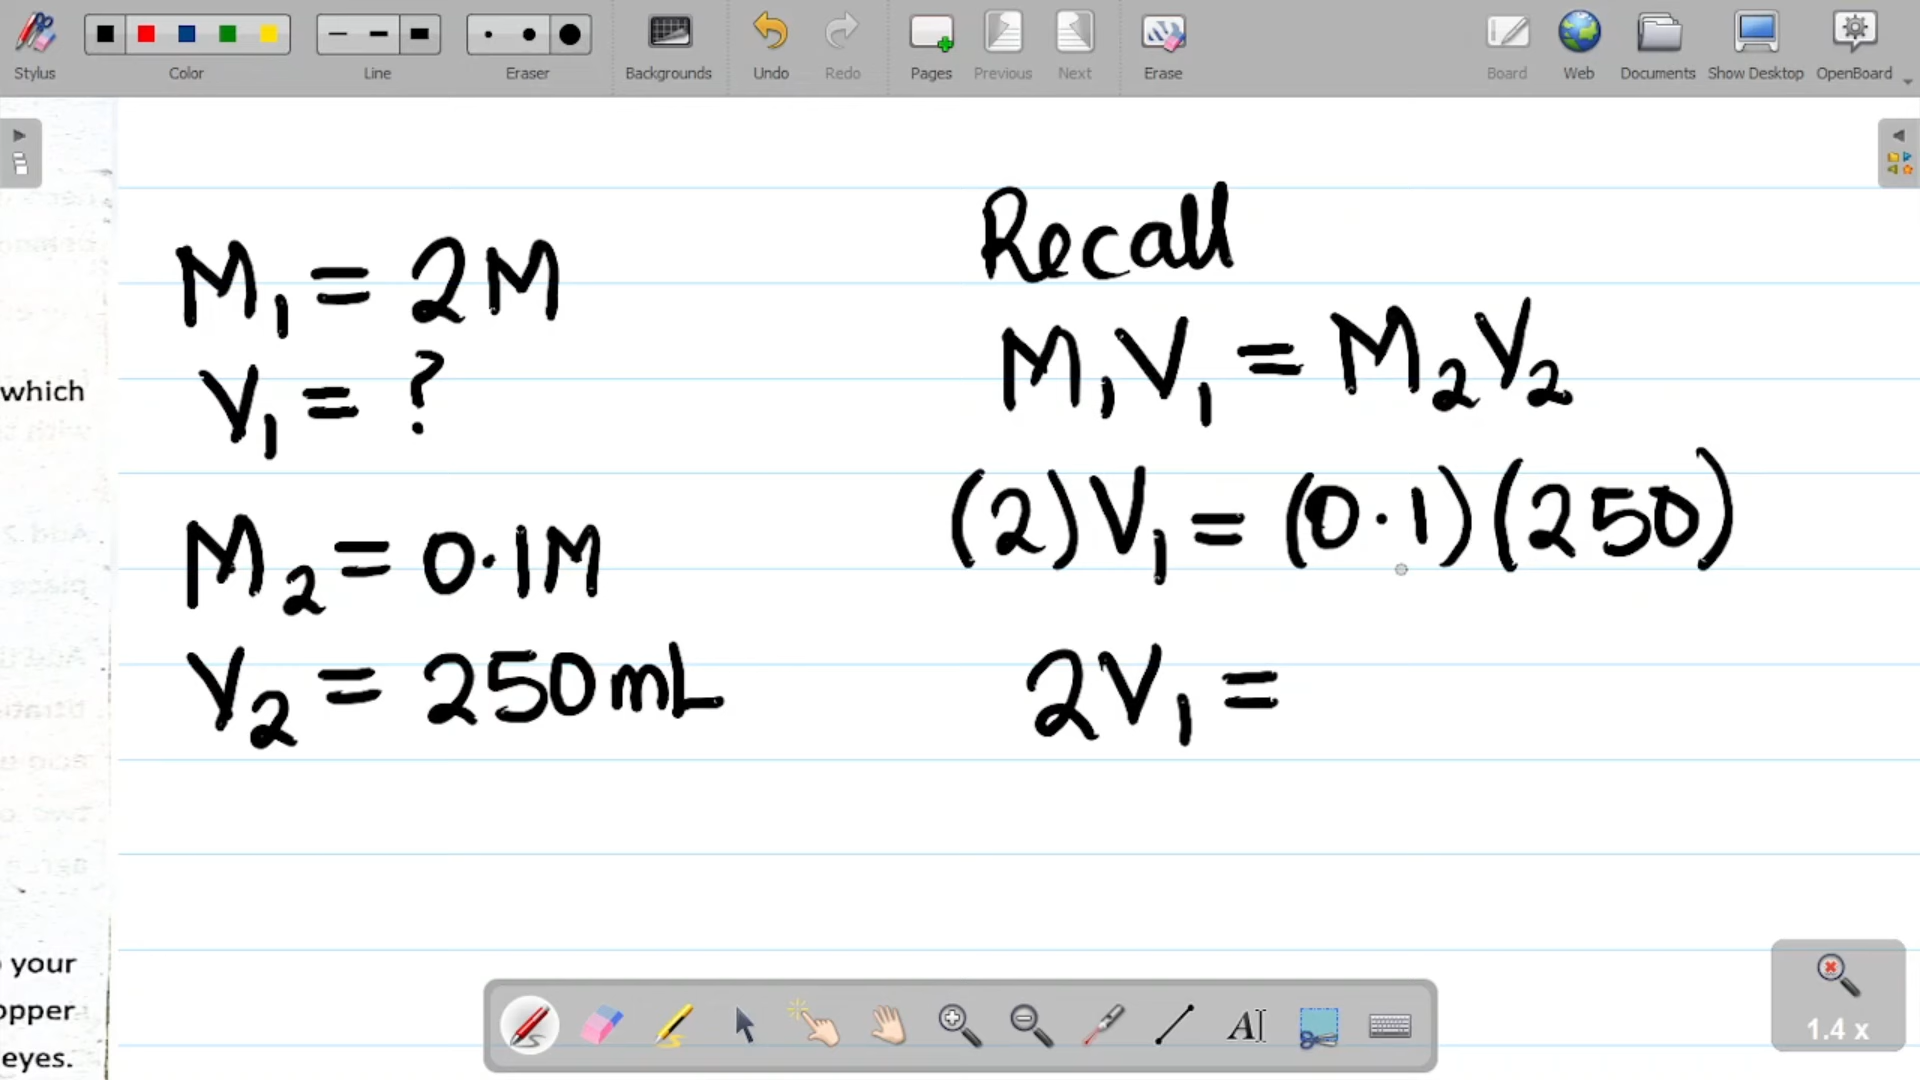 Stylus Color Line Eraser Backgrounds Undo Redo Pages Previous Next Erase Board Web Documents Show Desktop OpenBoard
M₁ = 2M
V₁ = ?
M₂ = 0.1M
V₂ = 250mL
Recall
M₁V₁ = M₂V₂
(2)V₁ = (0.1)(250)
2V₁ =
which
your
opper
eyes.
1.4 x